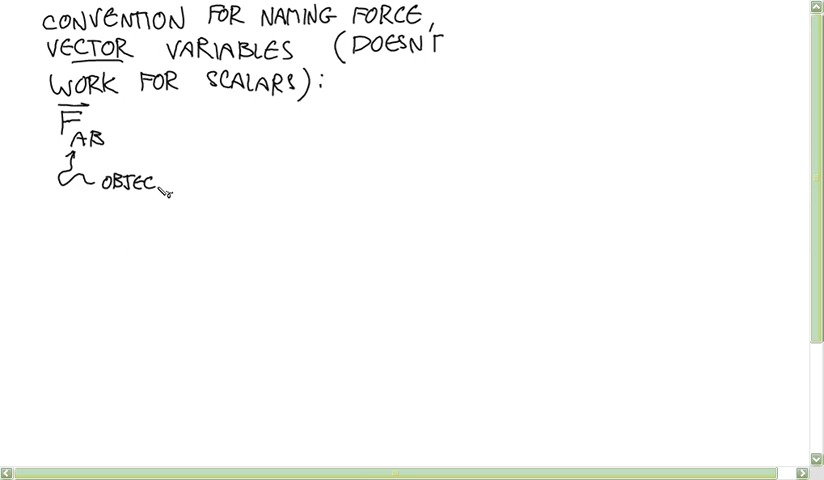 CONVENTION FOR NAMING FORCE,
VECTOR VARIABLES (DOESN'T
WORK FOR SCALARS):
F
AB
OBJEC